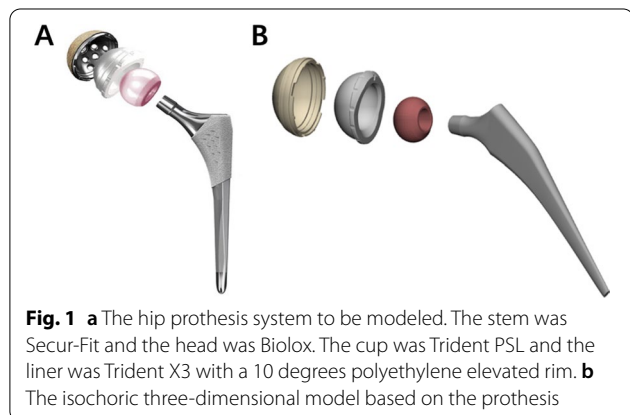 A
B
Fig. 1 a The hip prothesis system to be modeled. The stem was
Secur-Fit and the head was Biolox. The cup was Trident PSL and the
liner was Trident X3 with a 10 degrees polyethylene elevated rim. b
The isochoric three-dimensional model based on the prothesis